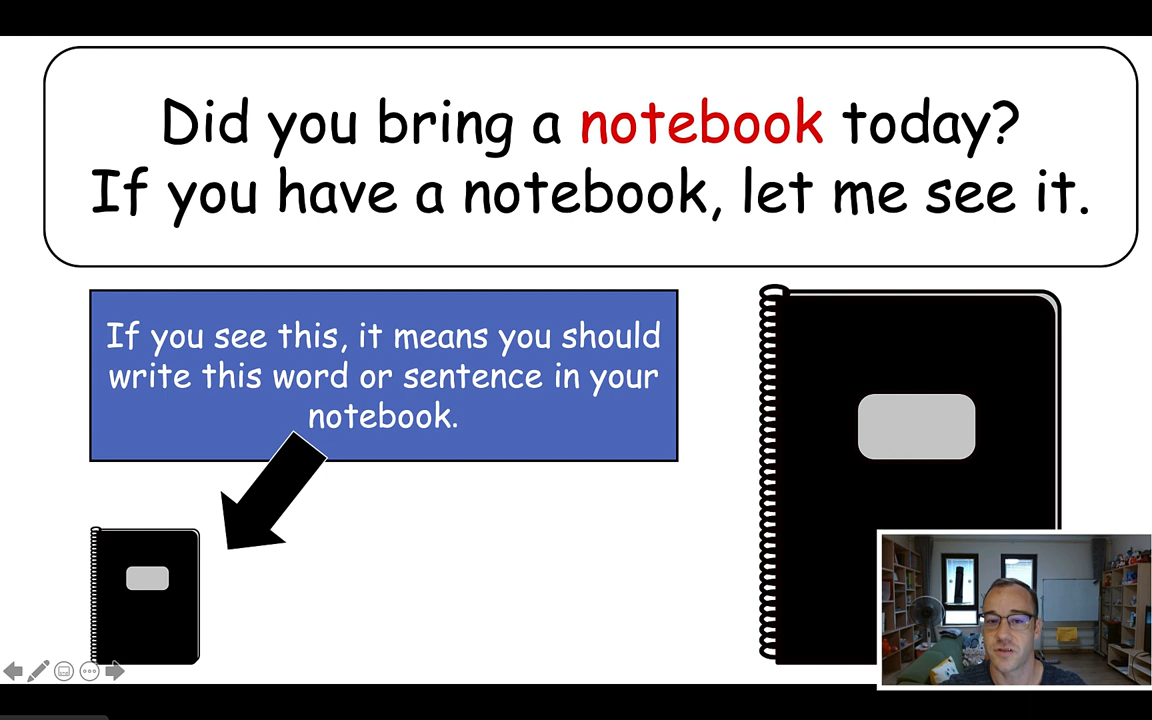 Did you bring a notebook today?
If you have a notebook, let me see it.
If you see this, it means you should
write this word or sentence in your
notebook.